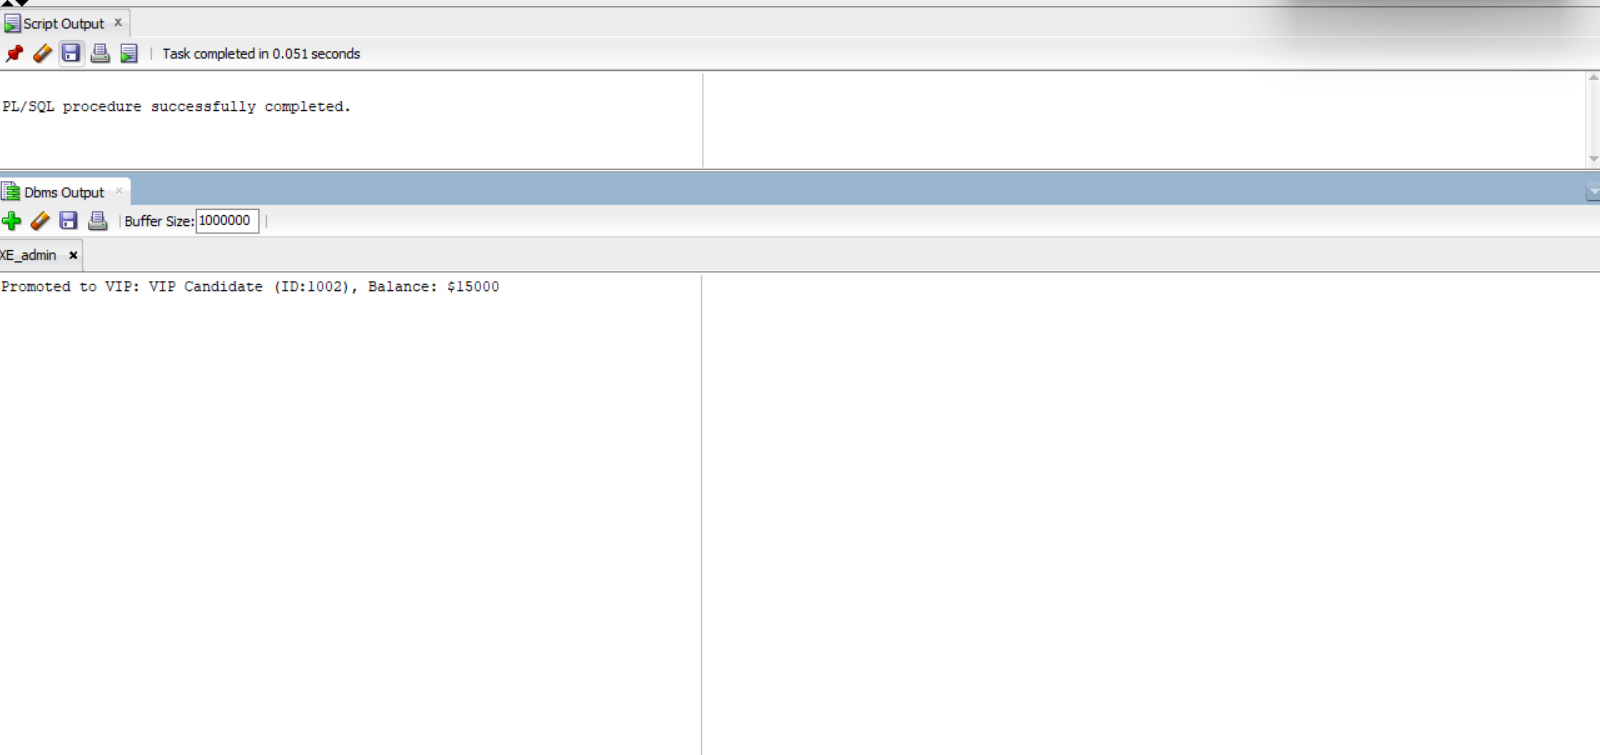 Script Output x
Task completed in 0.051 seconds
PL/SQL procedure successfully completed.
Dbms Output x
Buffer Size: 1000000
XE_admin x
Promoted to VIP: VIP Candidate (ID:1002), Balance: $15000